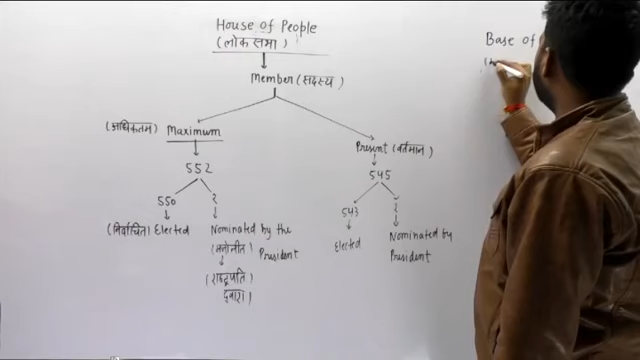 House of People
(लोक सभा)
Member (सदस्य)
(अधिकतम) Maximum
552
550 2
(निर्वाचित) Elected
Nominated by the
(मनोनीत) President
(राष्ट्रपति
द्वारा)
Present (वर्तमान)
545
543 2
Elected
Nominated by
President
Base of